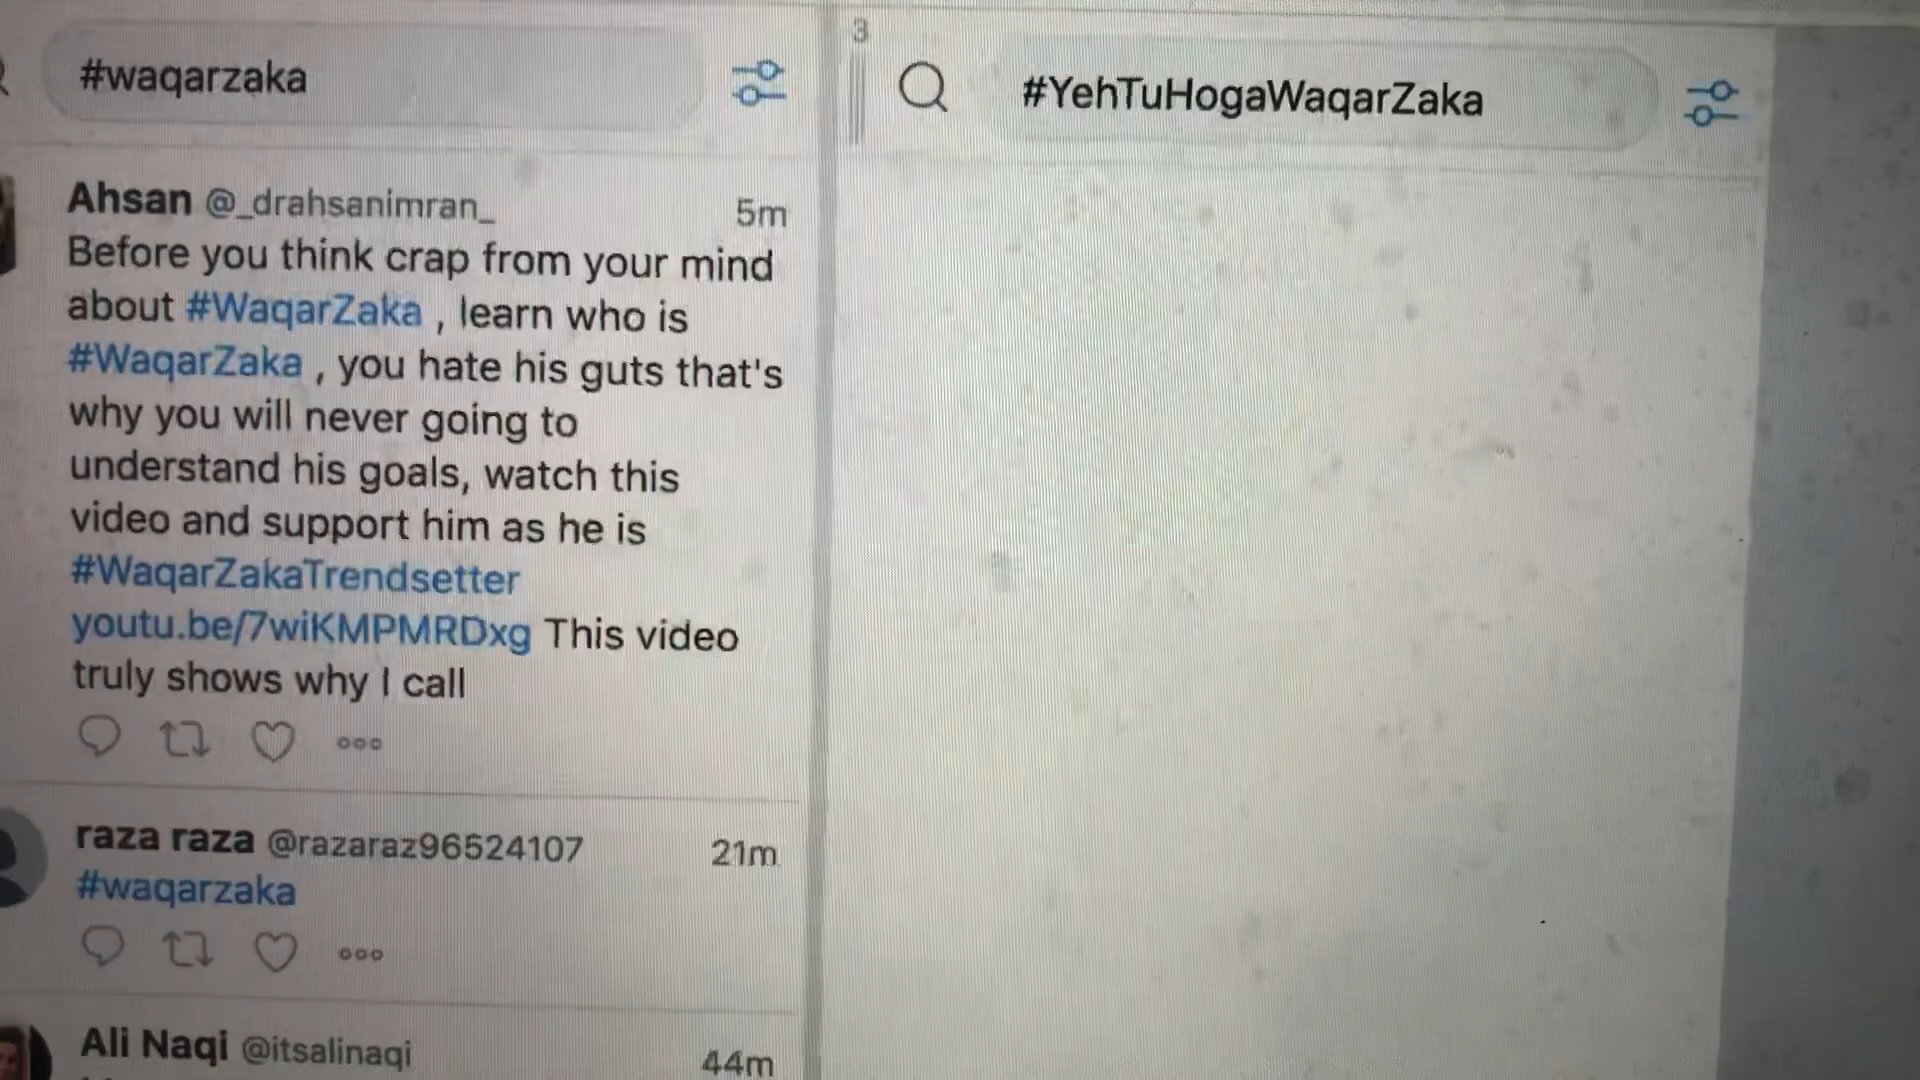 #waqarzaka
Ahsan @_drahsanimran_ 5m
Before you think crap from your mind
about #WaqarZaka , learn who is
#WaqarZaka , you hate his guts that's
why you will never going to
understand his goals, watch this
video and support him as he is
#WaqarZakaTrendsetter
youtu.be/7wiKMPMRDxg This video
truly shows why I call
raza raza @razaraz96524107 21m
#waqarzaka
Ali Naqi @itsalinaqi 44m
3
#YehTuHogaWaqarZaka